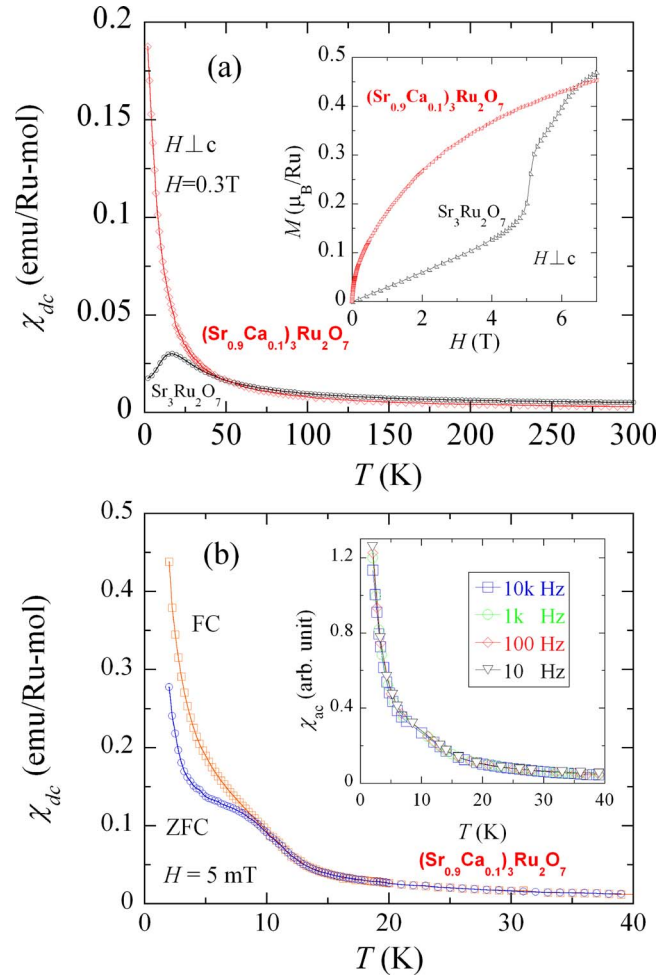 (a)
0.2
0.15
0.1
0.05
0
χdc (emu/Ru-mol)
H⊥c
H=0.3T
(Sr0.9Ca0.1)3Ru2O7
Sr3Ru2O7
0 50 100 150 200 250 300
T (K)
0.5
0.4
0.3
0.2
0.1
0
M (μB/Ru)
(Sr0.9Ca0.1)3Ru2O7
Sr3Ru2O7
H⊥c
0 2 4 6
H (T)
(b)
0.5
0.4
0.3
0.2
0.1
0
χdc (emu/Ru-mol)
FC
ZFC
H = 5 mT
(Sr0.9Ca0.1)3Ru2O7
0 10 20 30 40
T (K)
1.2
0.8
0.4
0
χac (arb. unit)
10k Hz
1k Hz
100 Hz
10 Hz
0 10 20 30 40
T (K)